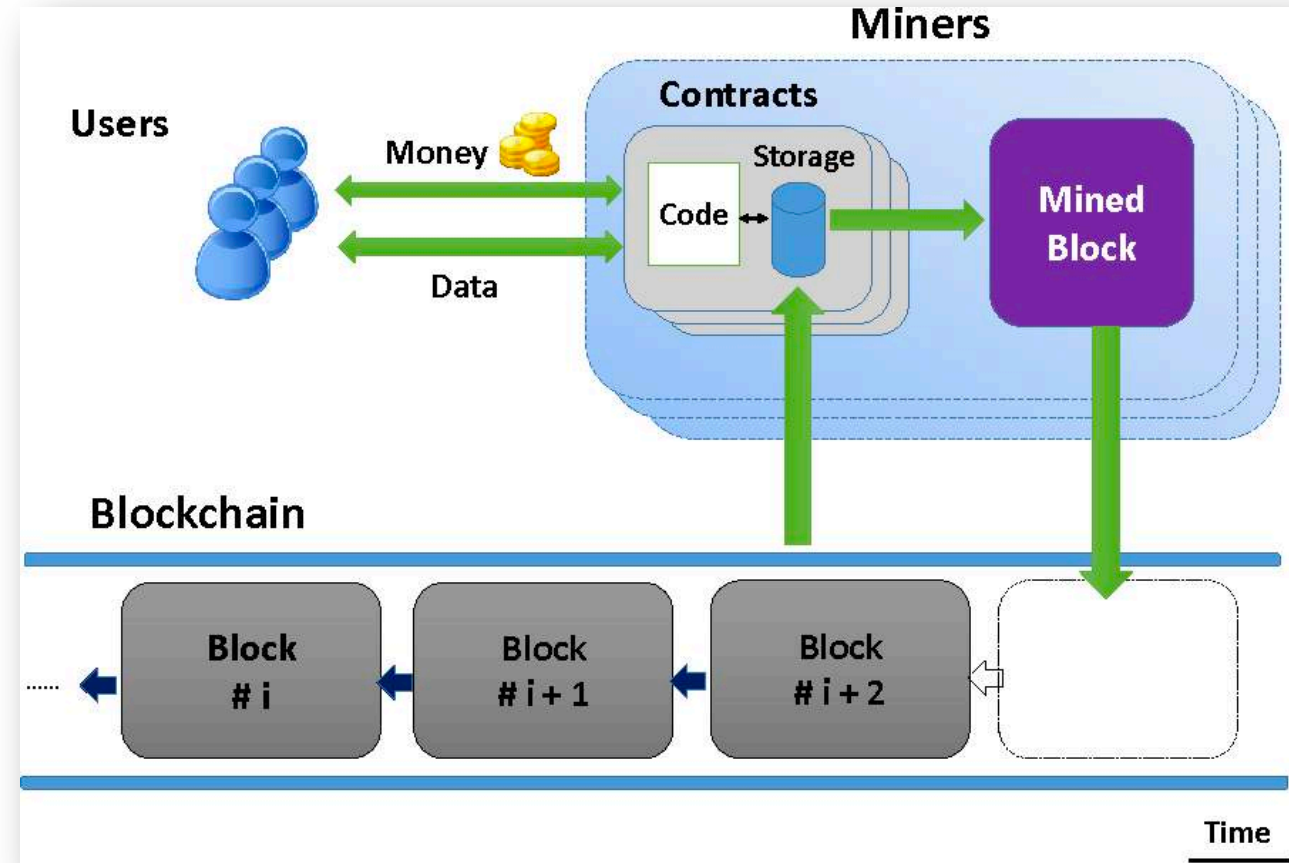 Miners
Contracts
Users
Money
Storage
Code
Mined
Block
Data
Blockchain
......
Block
# i
Block
# i + 1
Block
# i + 2
Time